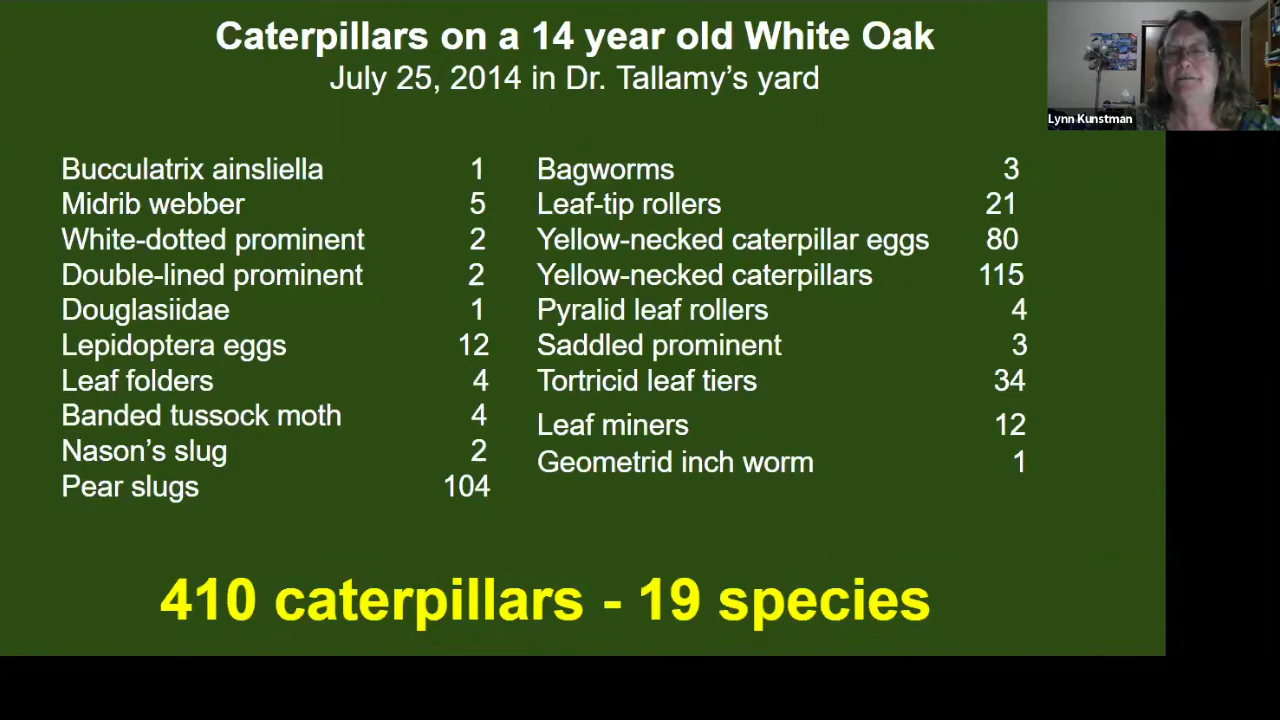 Caterpillars on a 14 year old White Oak
July 25, 2014 in Dr. Tallamy's yard
Lynn Kunstman
Bucculatrix ainsliella 1
Midrib webber 5
White-dotted prominent 2
Double-lined prominent 2
Douglasiidae 1
Lepidoptera eggs 12
Leaf folders 4
Banded tussock moth 4
Nason's slug 2
Pear slugs 104
Bagworms 3
Leaf-tip rollers 21
Yellow-necked caterpillar eggs 80
Yellow-necked caterpillars 115
Pyralid leaf rollers 4
Saddled prominent 3
Tortricid leaf tiers 34
Leaf miners 12
Geometrid inch worm 1
410 caterpillars - 19 species